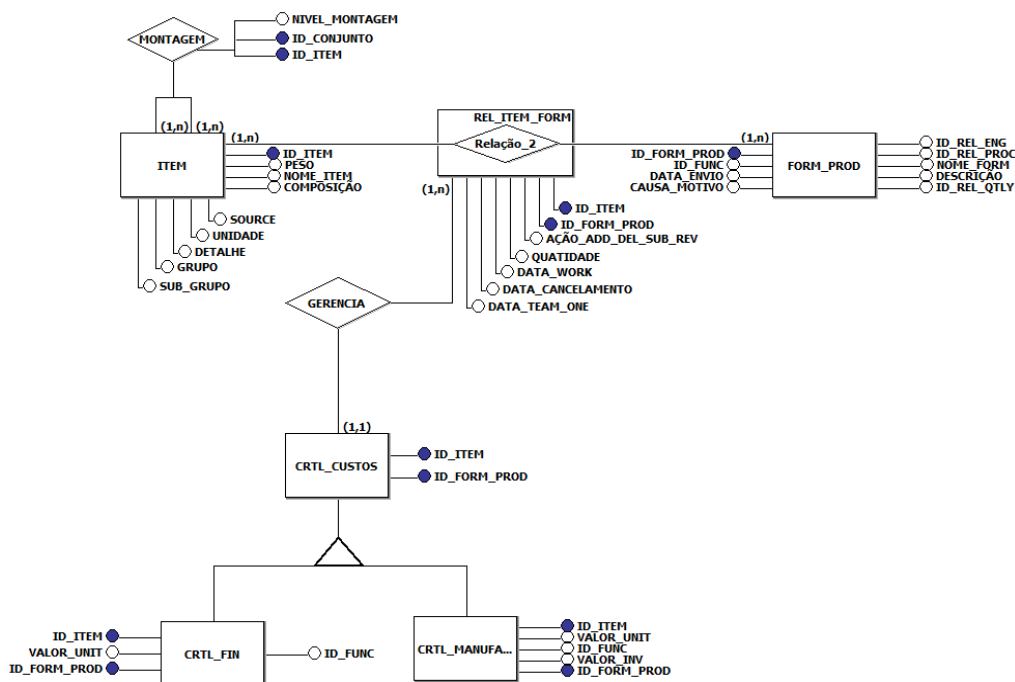 NIVEL_MONTAGEM
MONTAGEM
ID_CONJUNTO
ID_ITEM
REL_ITEM_FORM
(1,n)
(1,n)
(1,n)
Relação_2
(1,n)
ITEM
ID_ITEM
PESO
NOME_ITEM
COMPOSIÇÃO
SOURCE
UNIDADE
DETALHE
GRUPO
SUB_GRUPO
(1,n)
ID_ITEM
ID_FORM_PROD
AÇÃO_ADD_DEL_SUB_REV
QUATIDADE
DATA_WORK
DATA_CANCELAMENTO
DATA_TEAM_ONE
ID_FORM_PROD
ID_FUNC
DATA_ENVIO
CAUSA_MOTIVO
FORM_PROD
ID_REL_ENG
ID_REL_PROC
NOME_FORM
DESCRIÇÃO
ID_REL_QTLY
GERENCIA
(1,1)
CRTL_CUSTOS
ID_ITEM
ID_FORM_PROD
ID_ITEM
VALOR_UNIT
ID_FORM_PROD
CRTL_FIN
ID_FUNC
CRTL_MANUFA...
ID_ITEM
VALOR_UNIT
ID_FUNC
VALOR_INV
ID_FORM_PROD